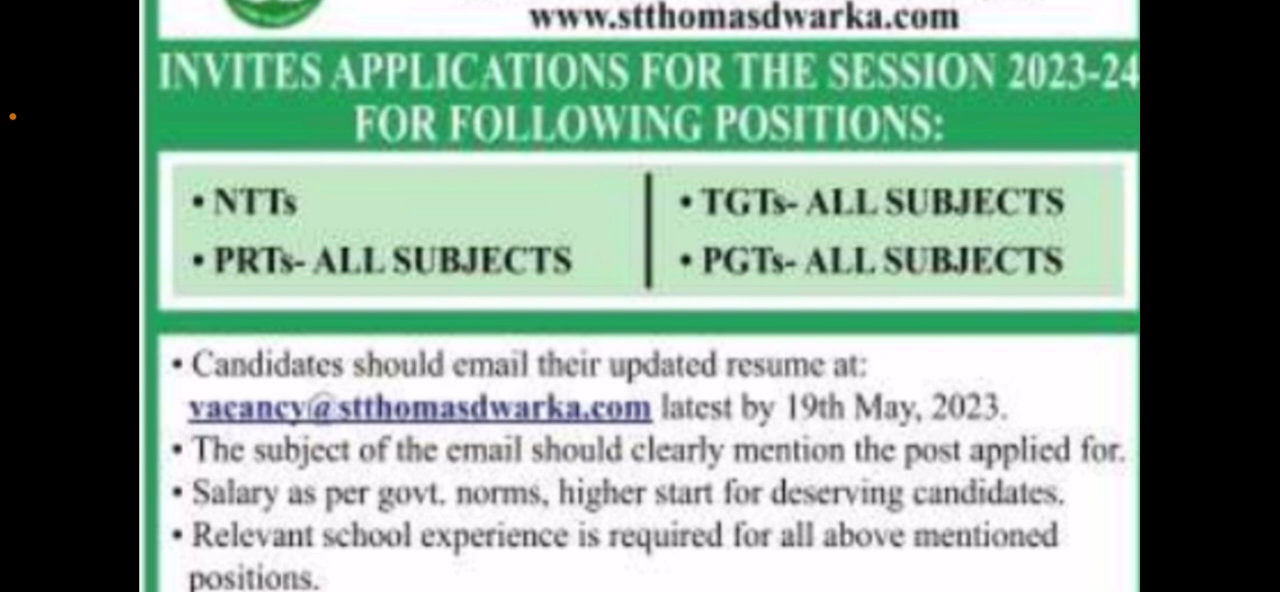 www.stthomasdwarka.com
INVITES APPLICATIONS FOR THE SESSION 2023-24
FOR FOLLOWING POSITIONS:
• NTTs
• PRTs- ALL SUBJECTS
• TGTs- ALL SUBJECTS
• PGTs- ALL SUBJECTS
• Candidates should email their updated resume at:
vacancy@stthomasdwarka.com latest by 19th May, 2023.
• The subject of the email should clearly mention the post applied for.
• Salary as per govt. norms, higher start for deserving candidates.
• Relevant school experience is required for all above mentioned
positions.